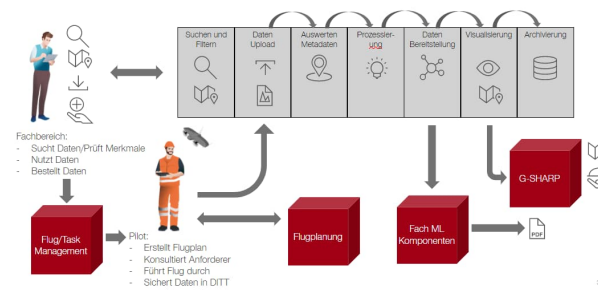 Suchen und
Filtern
Daten
Upload
Auswerten
Metadaten
Prozessier-
ung
Daten
Bereitstellung
Visualisierung
Archivierung
Fachbereich:
- Sucht Daten/Prüft Merkmale
- Nutzt Daten
- Bestellt Daten
Flug/Task
Management
Pilot:
- Erstellt Flugplan
- Konsultiert Anforderer
- Führt Flug durch
- Sichert Daten in DITT
Flugplanung
Fach ML
Komponenten
G-SHARP
PDF